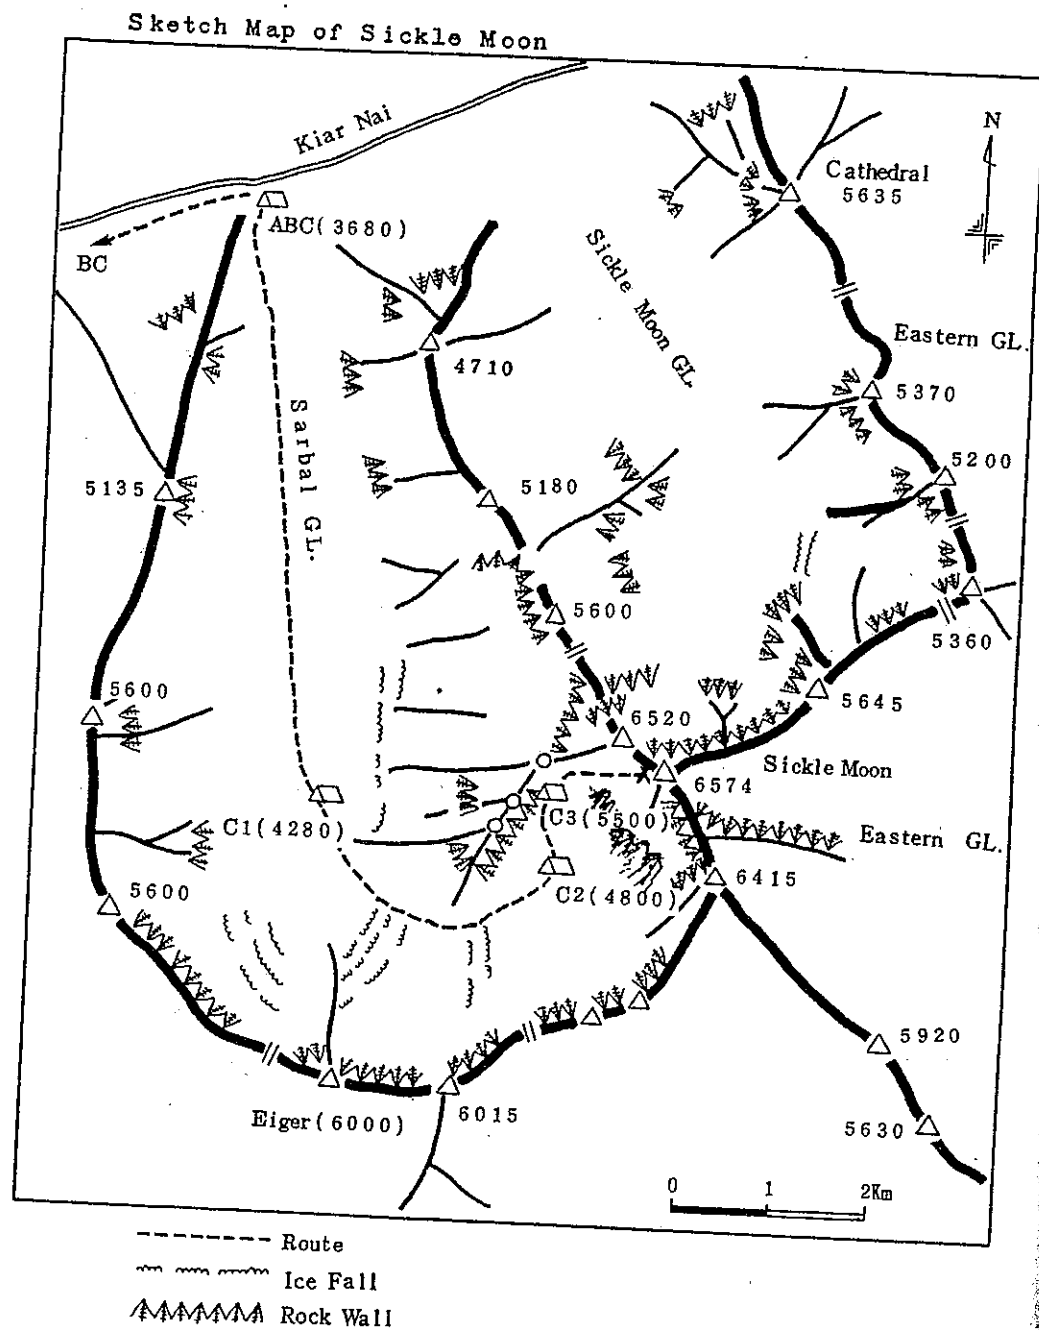 Sketch Map of Sickle Moon
Kiar Nai
N
Cathedral
5635
ABC(3680)
BC
Sickle Moon GL.
Eastern GL.
4710
5370
Sarbal GL.
5200
5135
5180
5600
5360
5600
6520
5645
Sickle Moon
6574
C3(5500)
C1(4280)
Eastern GL.
6415
5600
C2(4800)
5920
Eiger(6000)
6015
5630
0 1 2Km
Route
Ice Fall
Rock Wall